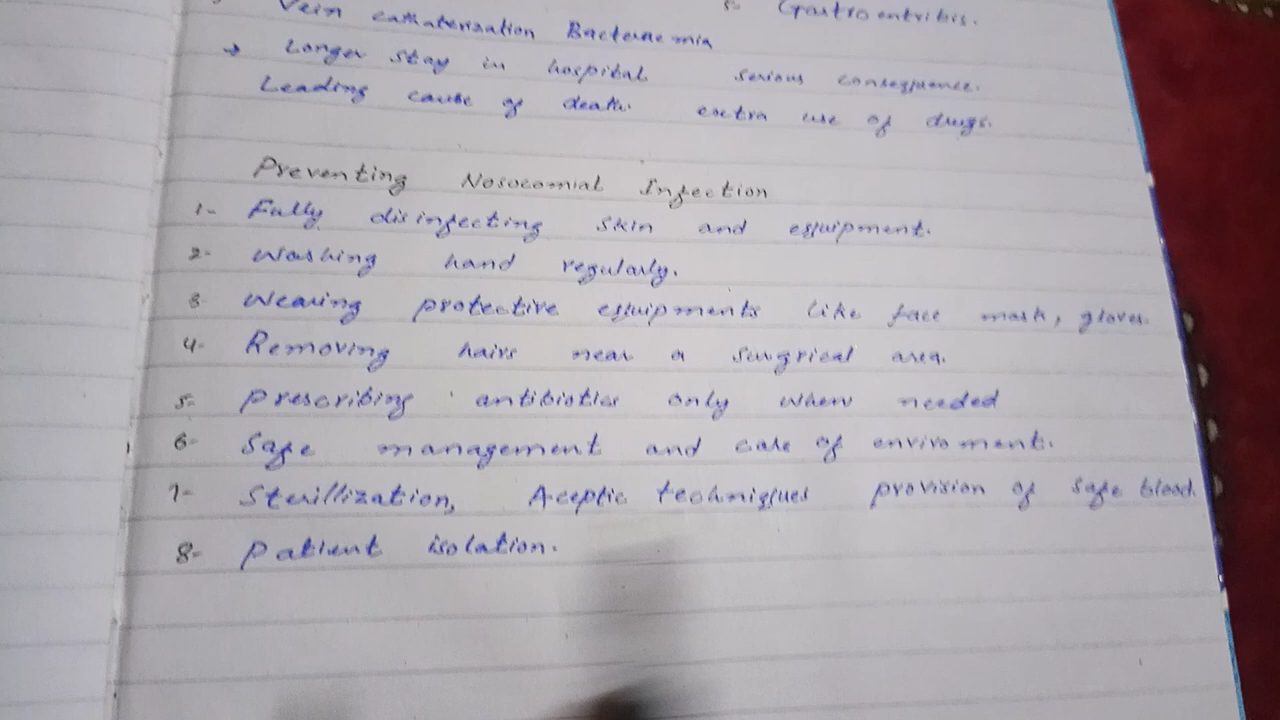 5- Gastroentribis.
Vein cathaterization Bacteriaemia
→ Longer stay in hospital serious consequence.
Leading cause of death. extra use of drugs.
Preventing Nosocomial Infection
1- Fully disinfecting skin and equipment.
2- Washing hand regularly.
3- Wearing protective equipments like face mask, gloves.
4- Removing hairs near a surgrical area.
5- prescribing antibiotics only when needed
6- Safe management and care of enviroment.
7- Sterillization, Aceptic techniques provision of safe blood.
8- patient isolation.